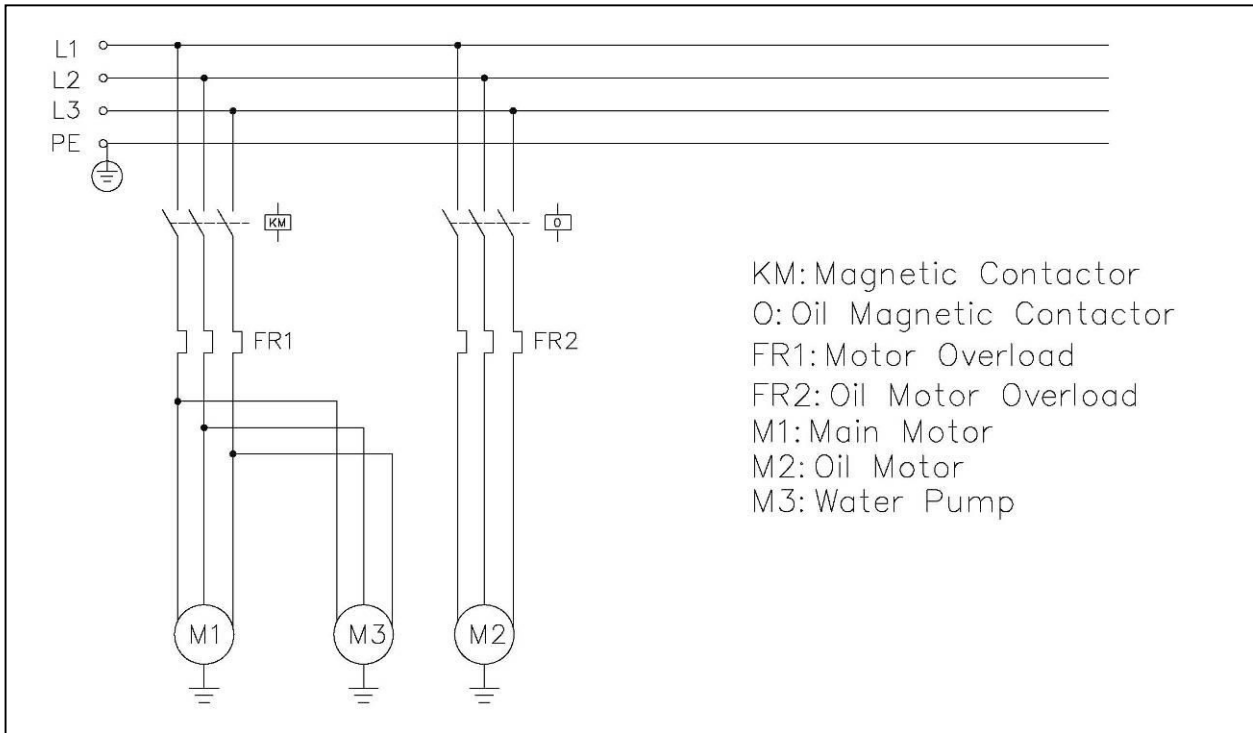 L1
L2
L3
PE
KM
O
FR1
FR2
KM: Magnetic Contactor
O: Oil Magnetic Contactor
FR1: Motor Overload
FR2: Oil Motor Overload
M1: Main Motor
M2: Oil Motor
M3: Water Pump
M1
M3
M2